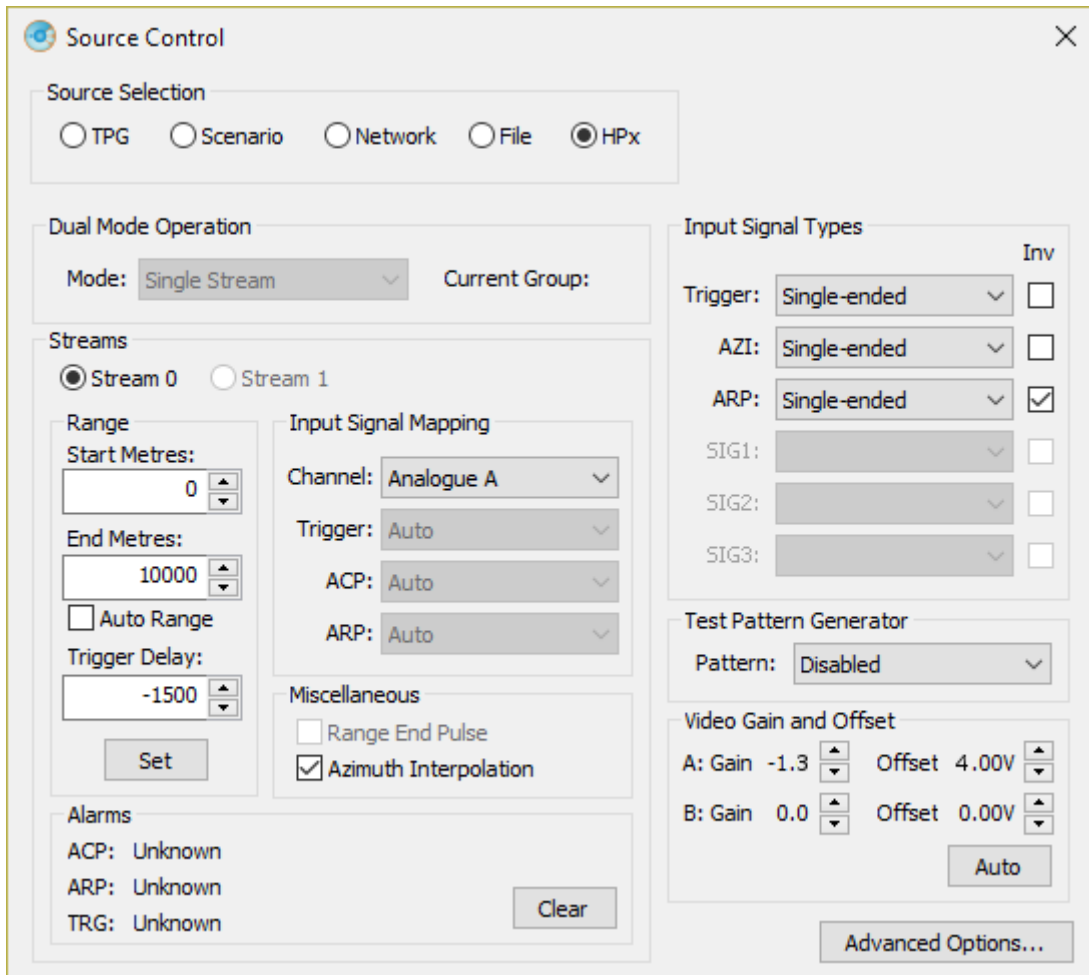 Source Control
Source Selection
TPG Scenario Network File HPx
Dual Mode Operation
Mode: Single Stream Current Group:
Streams
Stream 0 Stream 1
Range
Start Metres:
0
End Metres:
10000
Auto Range
Trigger Delay:
-1500
Set
Input Signal Mapping
Channel: Analogue A
Trigger: Auto
ACP: Auto
ARP: Auto
Miscellaneous
Range End Pulse
Azimuth Interpolation
Alarms
ACP: Unknown
ARP: Unknown
TRG: Unknown
Clear
Input Signal Types
Inv
Trigger: Single-ended
AZI: Single-ended
ARP: Single-ended
SIG1:
SIG2:
SIG3:
Test Pattern Generator
Pattern: Disabled
Video Gain and Offset
A: Gain -1.3 Offset 4.00V
B: Gain 0.0 Offset 0.00V
Auto
Advanced Options...